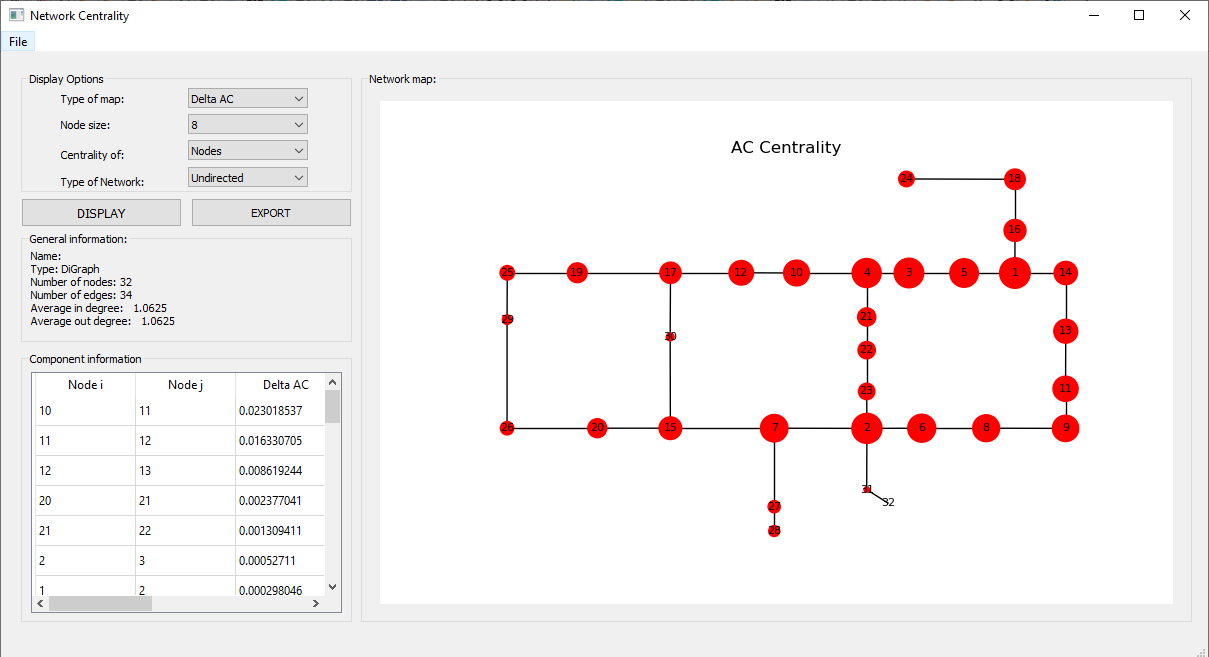 Network Centrality
File
Display Options
Type of map: Delta AC
Node size: 8
Centrality of: Nodes
Type of Network: Undirected
DISPLAY EXPORT
General information:
Name:
Type: DiGraph
Number of nodes: 32
Number of edges: 34
Average in degree: 1.0625
Average out degree: 1.0625
Component information
Node i Node j Delta AC
10 11 0.023018537
11 12 0.016330705
12 13 0.008619244
20 21 0.002377041
21 22 0.001309411
2 3 0.00052711
1 2 0.000298046
Network map:
AC Centrality
24 18
16
25 19 17 12 10 4 3 5 1 14
29 21
30 22 13
23 11
26 20 15 7 2 6 8 9
31
27 32
28